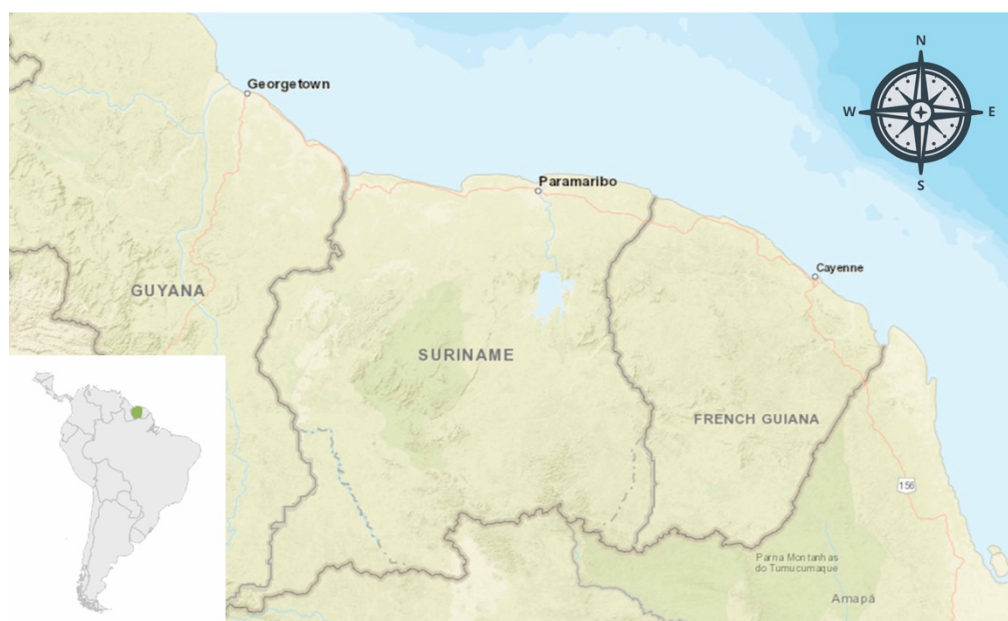 N
Georgetown
W
E
Paramaribo
S
Cayenne
GUYANA
SURINAME
FRENCH GUIANA
156
Parna Montanhas
do Tumucumaque
Amapá